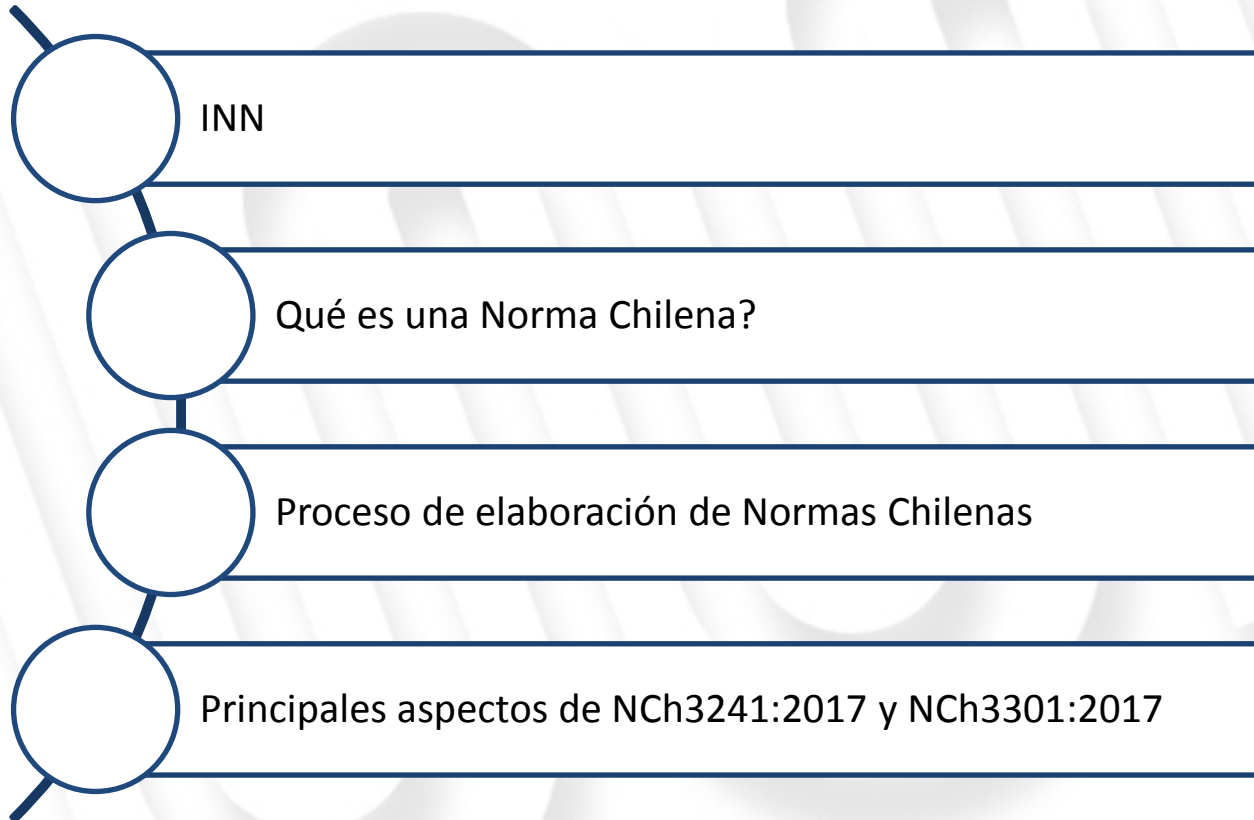 INN
Qué es una Norma Chilena?
Proceso de elaboración de Normas Chilenas
Principales aspectos de NCh3241:2017 y NCh3301:2017